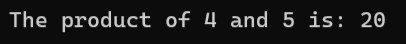 The product of 4 and 5 is: 20